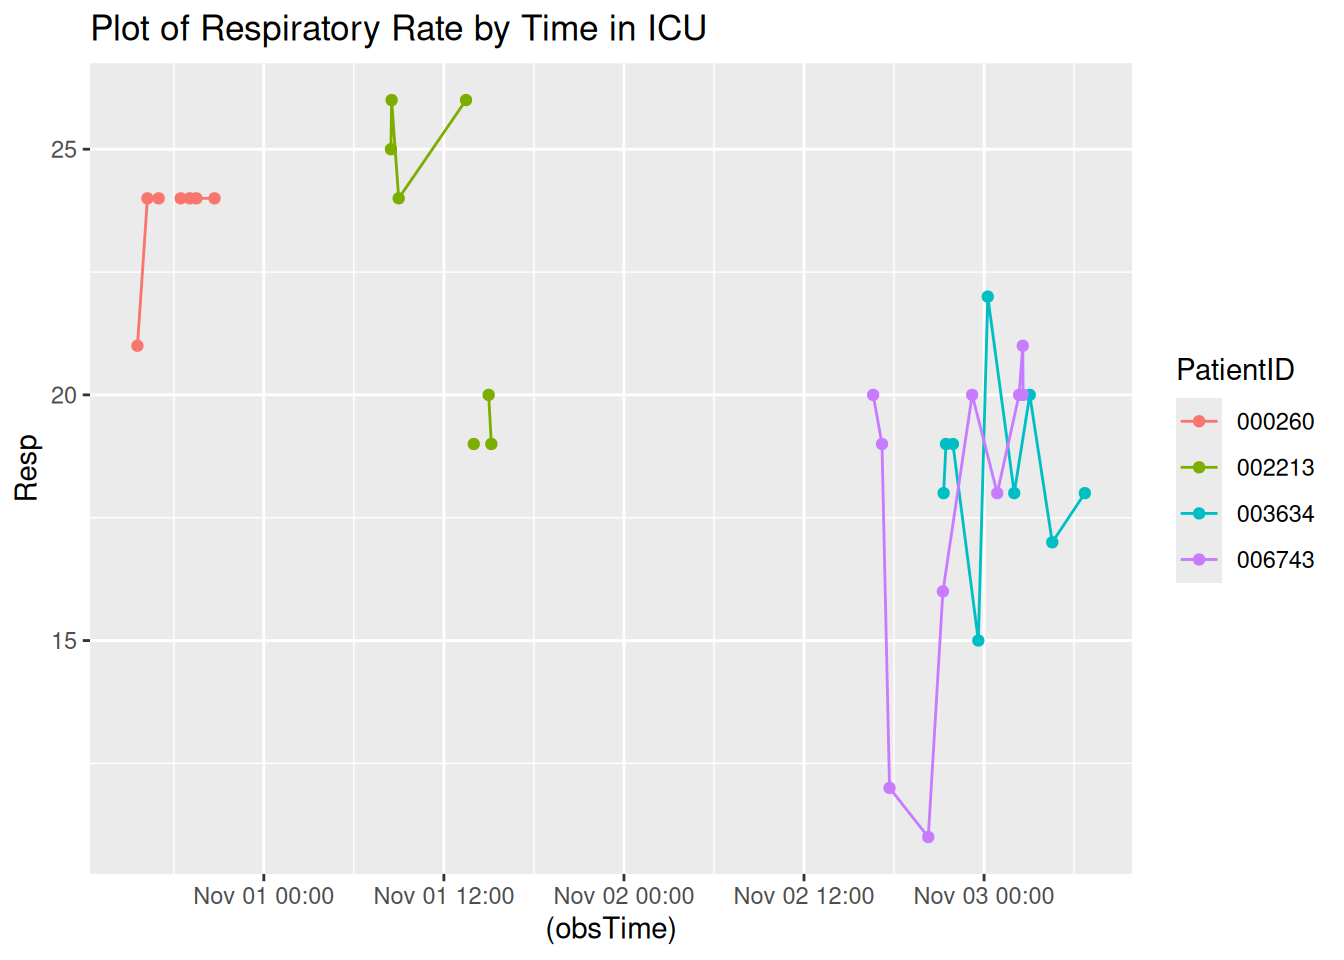 Plot of Respiratory Rate by Time in ICU
25
20
15
Resp
Nov 01 00:00 Nov 01 12:00 Nov 02 00:00 Nov 02 12:00 Nov 03 00:00
(obsTime)
PatientID
000260
002213
003634
006743